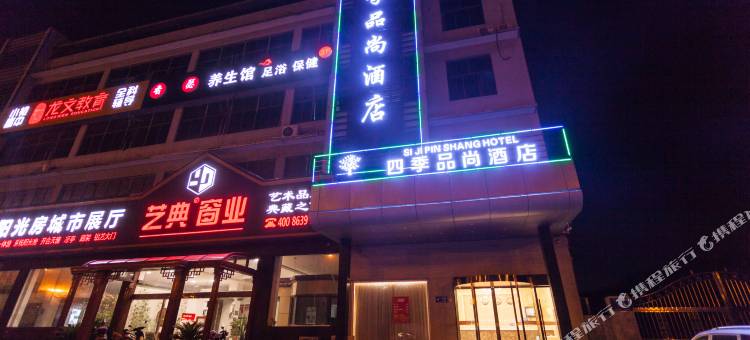 品尚酒店
SI JI PIN SHANG HOTEL
四季品尚酒店
龙文教育
全科
辅导
养生馆
足浴 保健
阳光房城市展厅
艺典窗业
艺术品
典藏之
400 8639
携程旅行
携程旅行